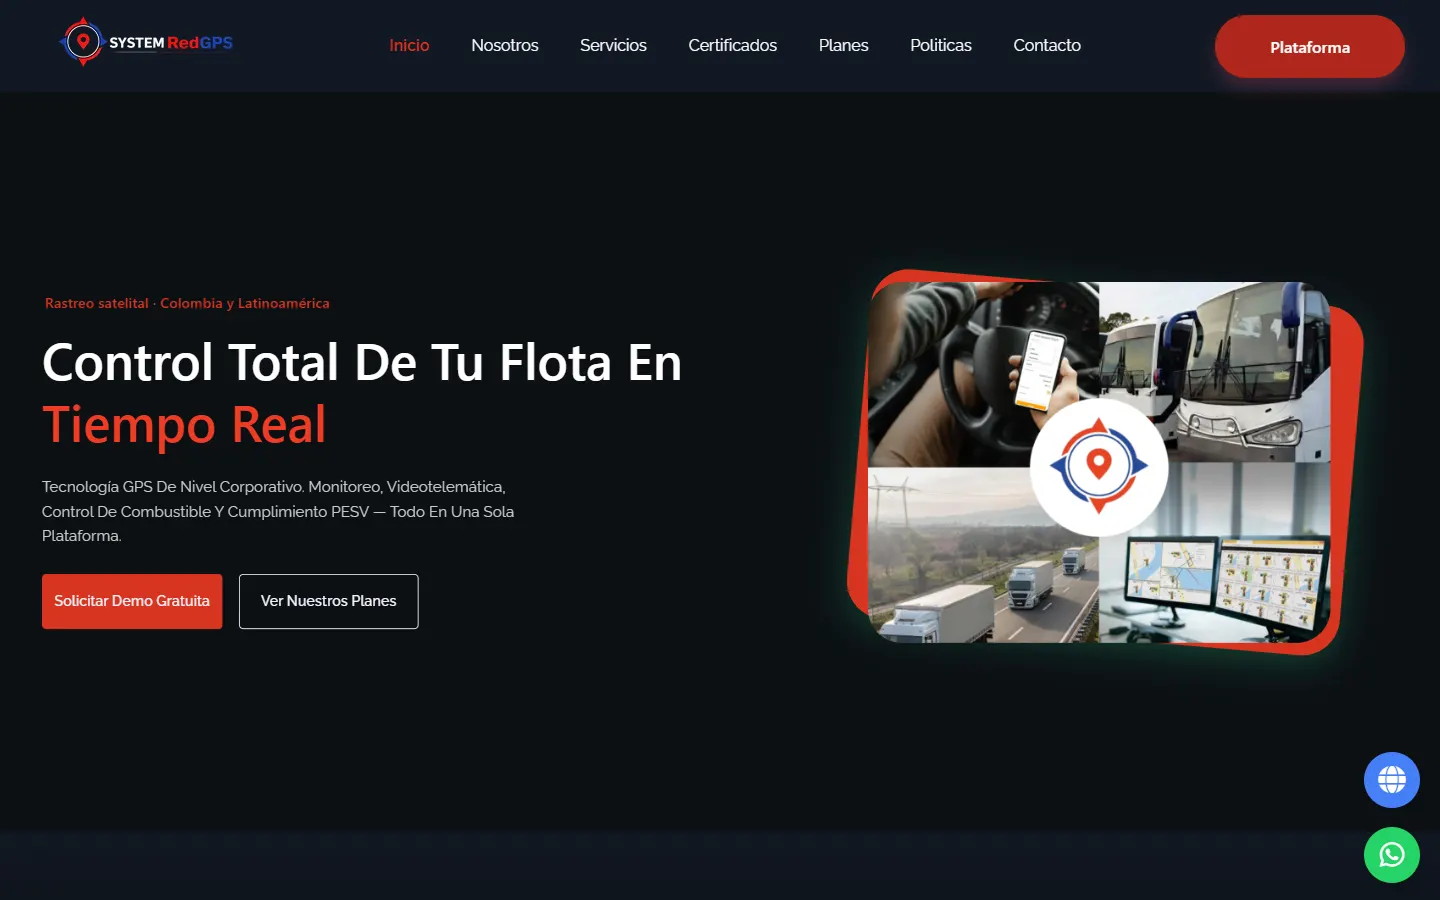 SYSTEM RedGPS
Inicio
Nosotros
Servicios
Certificados
Planes
Politicas
Contacto
Plataforma
Rastreo satelital · Colombia y Latinoamérica
Control Total De Tu Flota En
Tiempo Real
Tecnología GPS De Nivel Corporativo. Monitoreo, Videotelemática,
Control De Combustible Y Cumplimiento PESV — Todo En Una Sola
Plataforma.
Solicitar Demo Gratuita
Ver Nuestros Planes